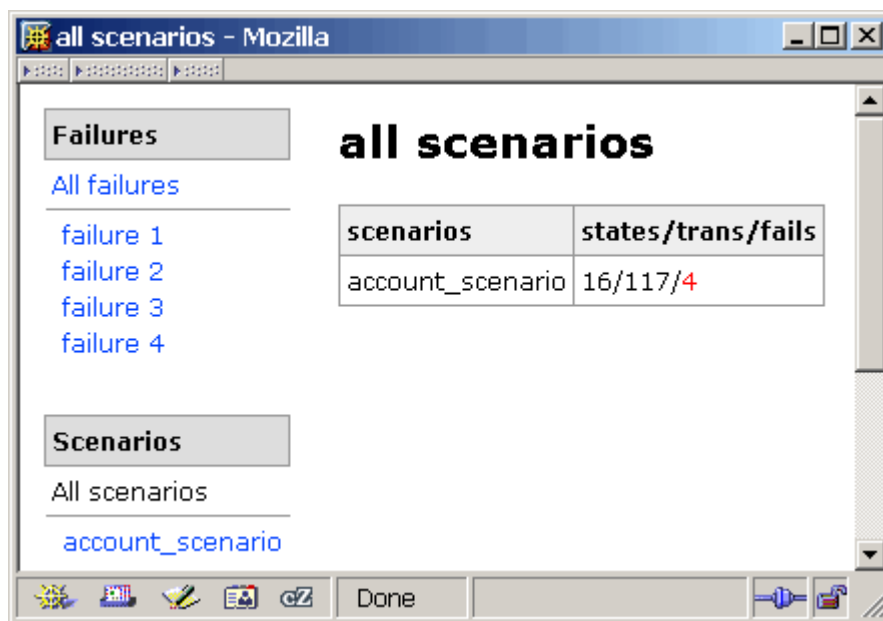 all scenarios - Mozilla
Failures
All failures
failure 1
failure 2
failure 3
failure 4
Scenarios
All scenarios
account_scenario
all scenarios
scenarios states/trans/fails
account_scenario 16/117/4
Done